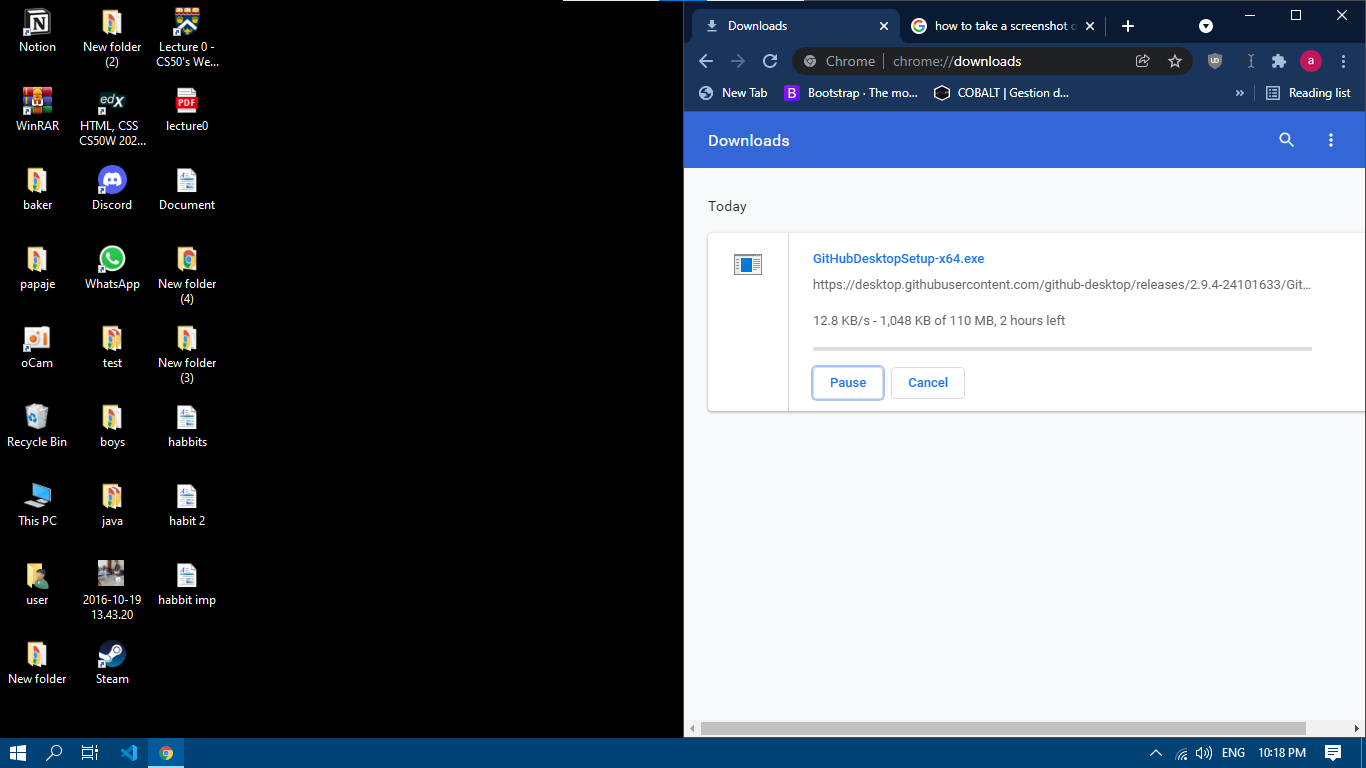 Notion
New folder
(2)
Lecture 0 -
CS50's We...
WinRAR
edX
HTML, CSS
CS50W 202...
PDF
lecture0
baker
Discord
Document
papaje
WhatsApp
New folder
(4)
oCam
test
New folder
(3)
Recycle Bin
boys
habbits
This PC
java
habit 2
user
2016-10-19
13.43.20
habbit imp
New folder
Steam
Downloads
how to take a screenshot o
Chrome
chrome://downloads
a
New Tab
B
Bootstrap · The mo...
COBALT | Gestion d...
»
Reading list
Downloads
Today
GitHubDesktopSetup-x64.exe
https://desktop.githubusercontent.com/github-desktop/releases/2.9.4-24101633/Git...
12.8 KB/s - 1,048 KB of 110 MB, 2 hours left
Pause
Cancel
ENG
10:18 PM